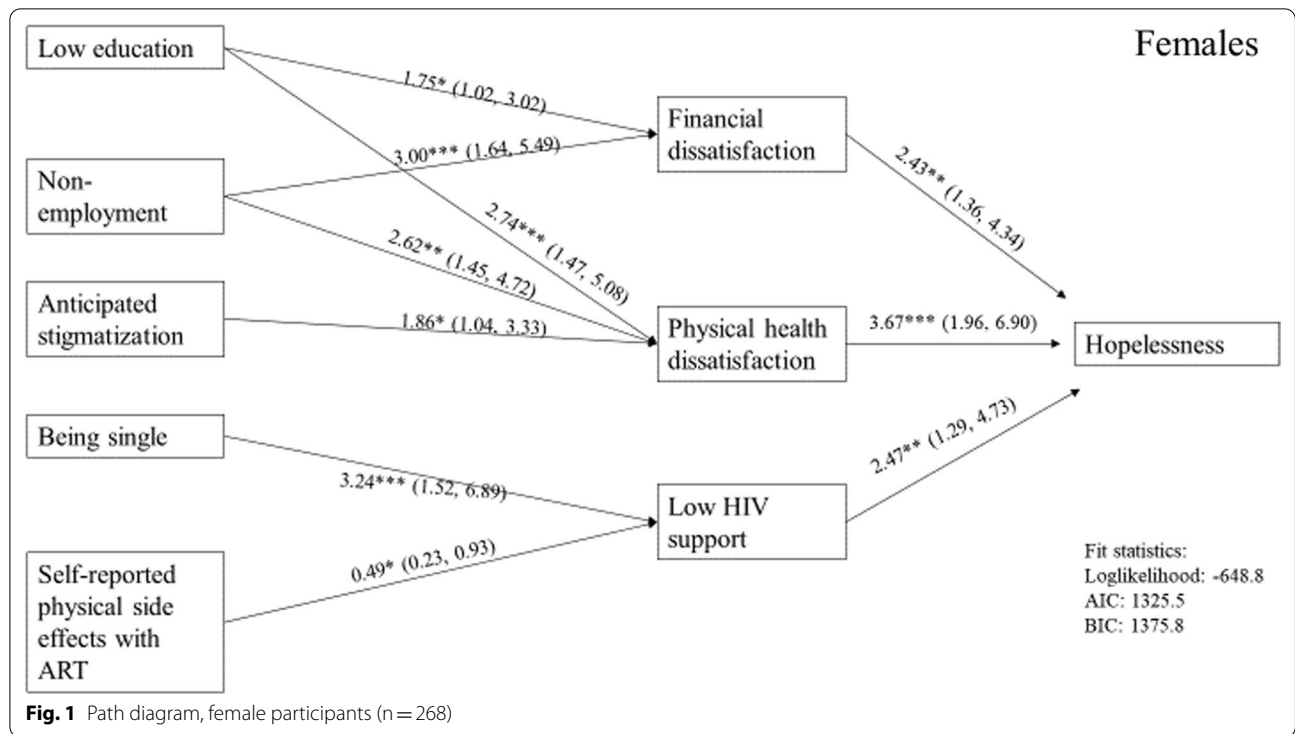 Females
Low education
Non-
employment
Anticipated
stigmatization
Being single
Self-reported
physical side
effects with
ART
1.75* (1.02, 3.02)
3.00*** (1.64, 5.49)
2.74*** (1.47, 5.08)
2.62** (1.45, 4.72)
1.86* (1.04, 3.33)
3.24*** (1.52, 6.89)
0.49* (0.23, 0.93)
Financial
dissatisfaction
Physical health
dissatisfaction
Low HIV
support
2.43** (1.36, 4.34)
3.67*** (1.96, 6.90)
2.47** (1.29, 4.73)
Hopelessness
Fit statistics:
Loglikelihood: -648.8
AIC: 1325.5
BIC: 1375.8
Fig. 1 Path diagram, female participants (n = 268)